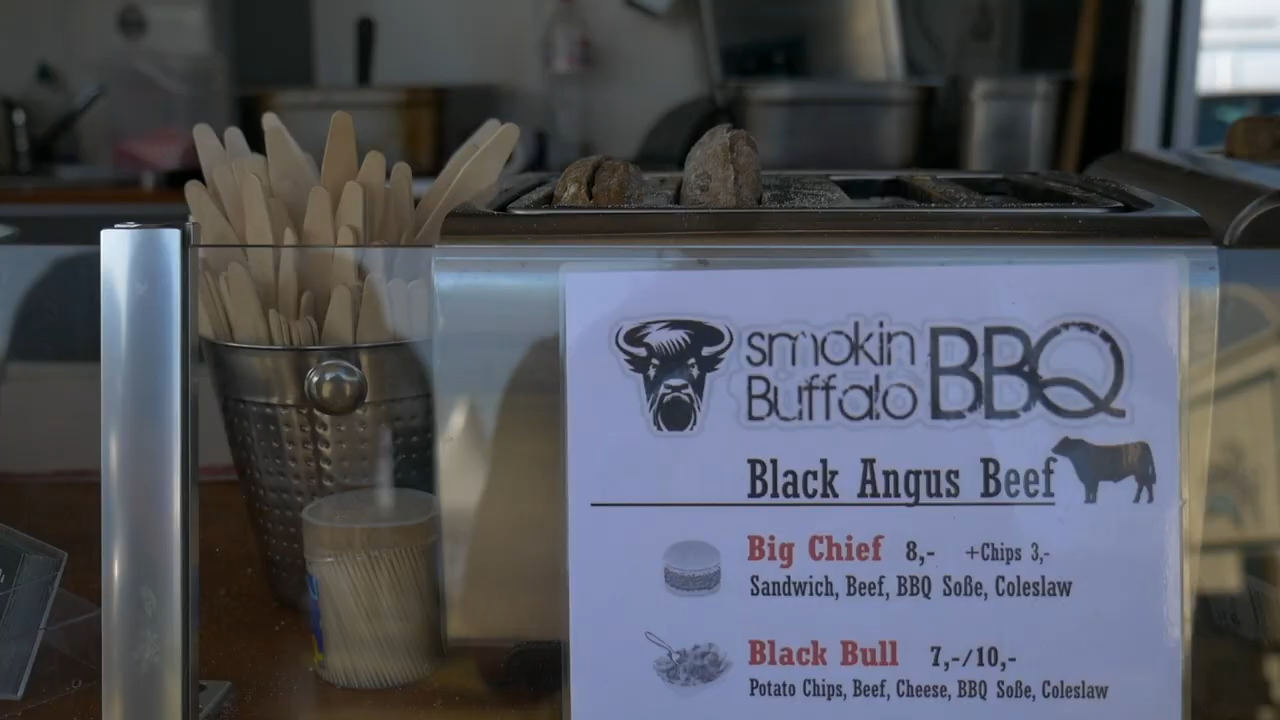 smokin
Buffalo BBQ
Black Angus Beef
Big Chief 8,- +Chips 3,-
Sandwich, Beef, BBQ Soße, Coleslaw
Black Bull 7,-/10,-
Potato Chips, Beef, Cheese, BBQ Soße, Coleslaw